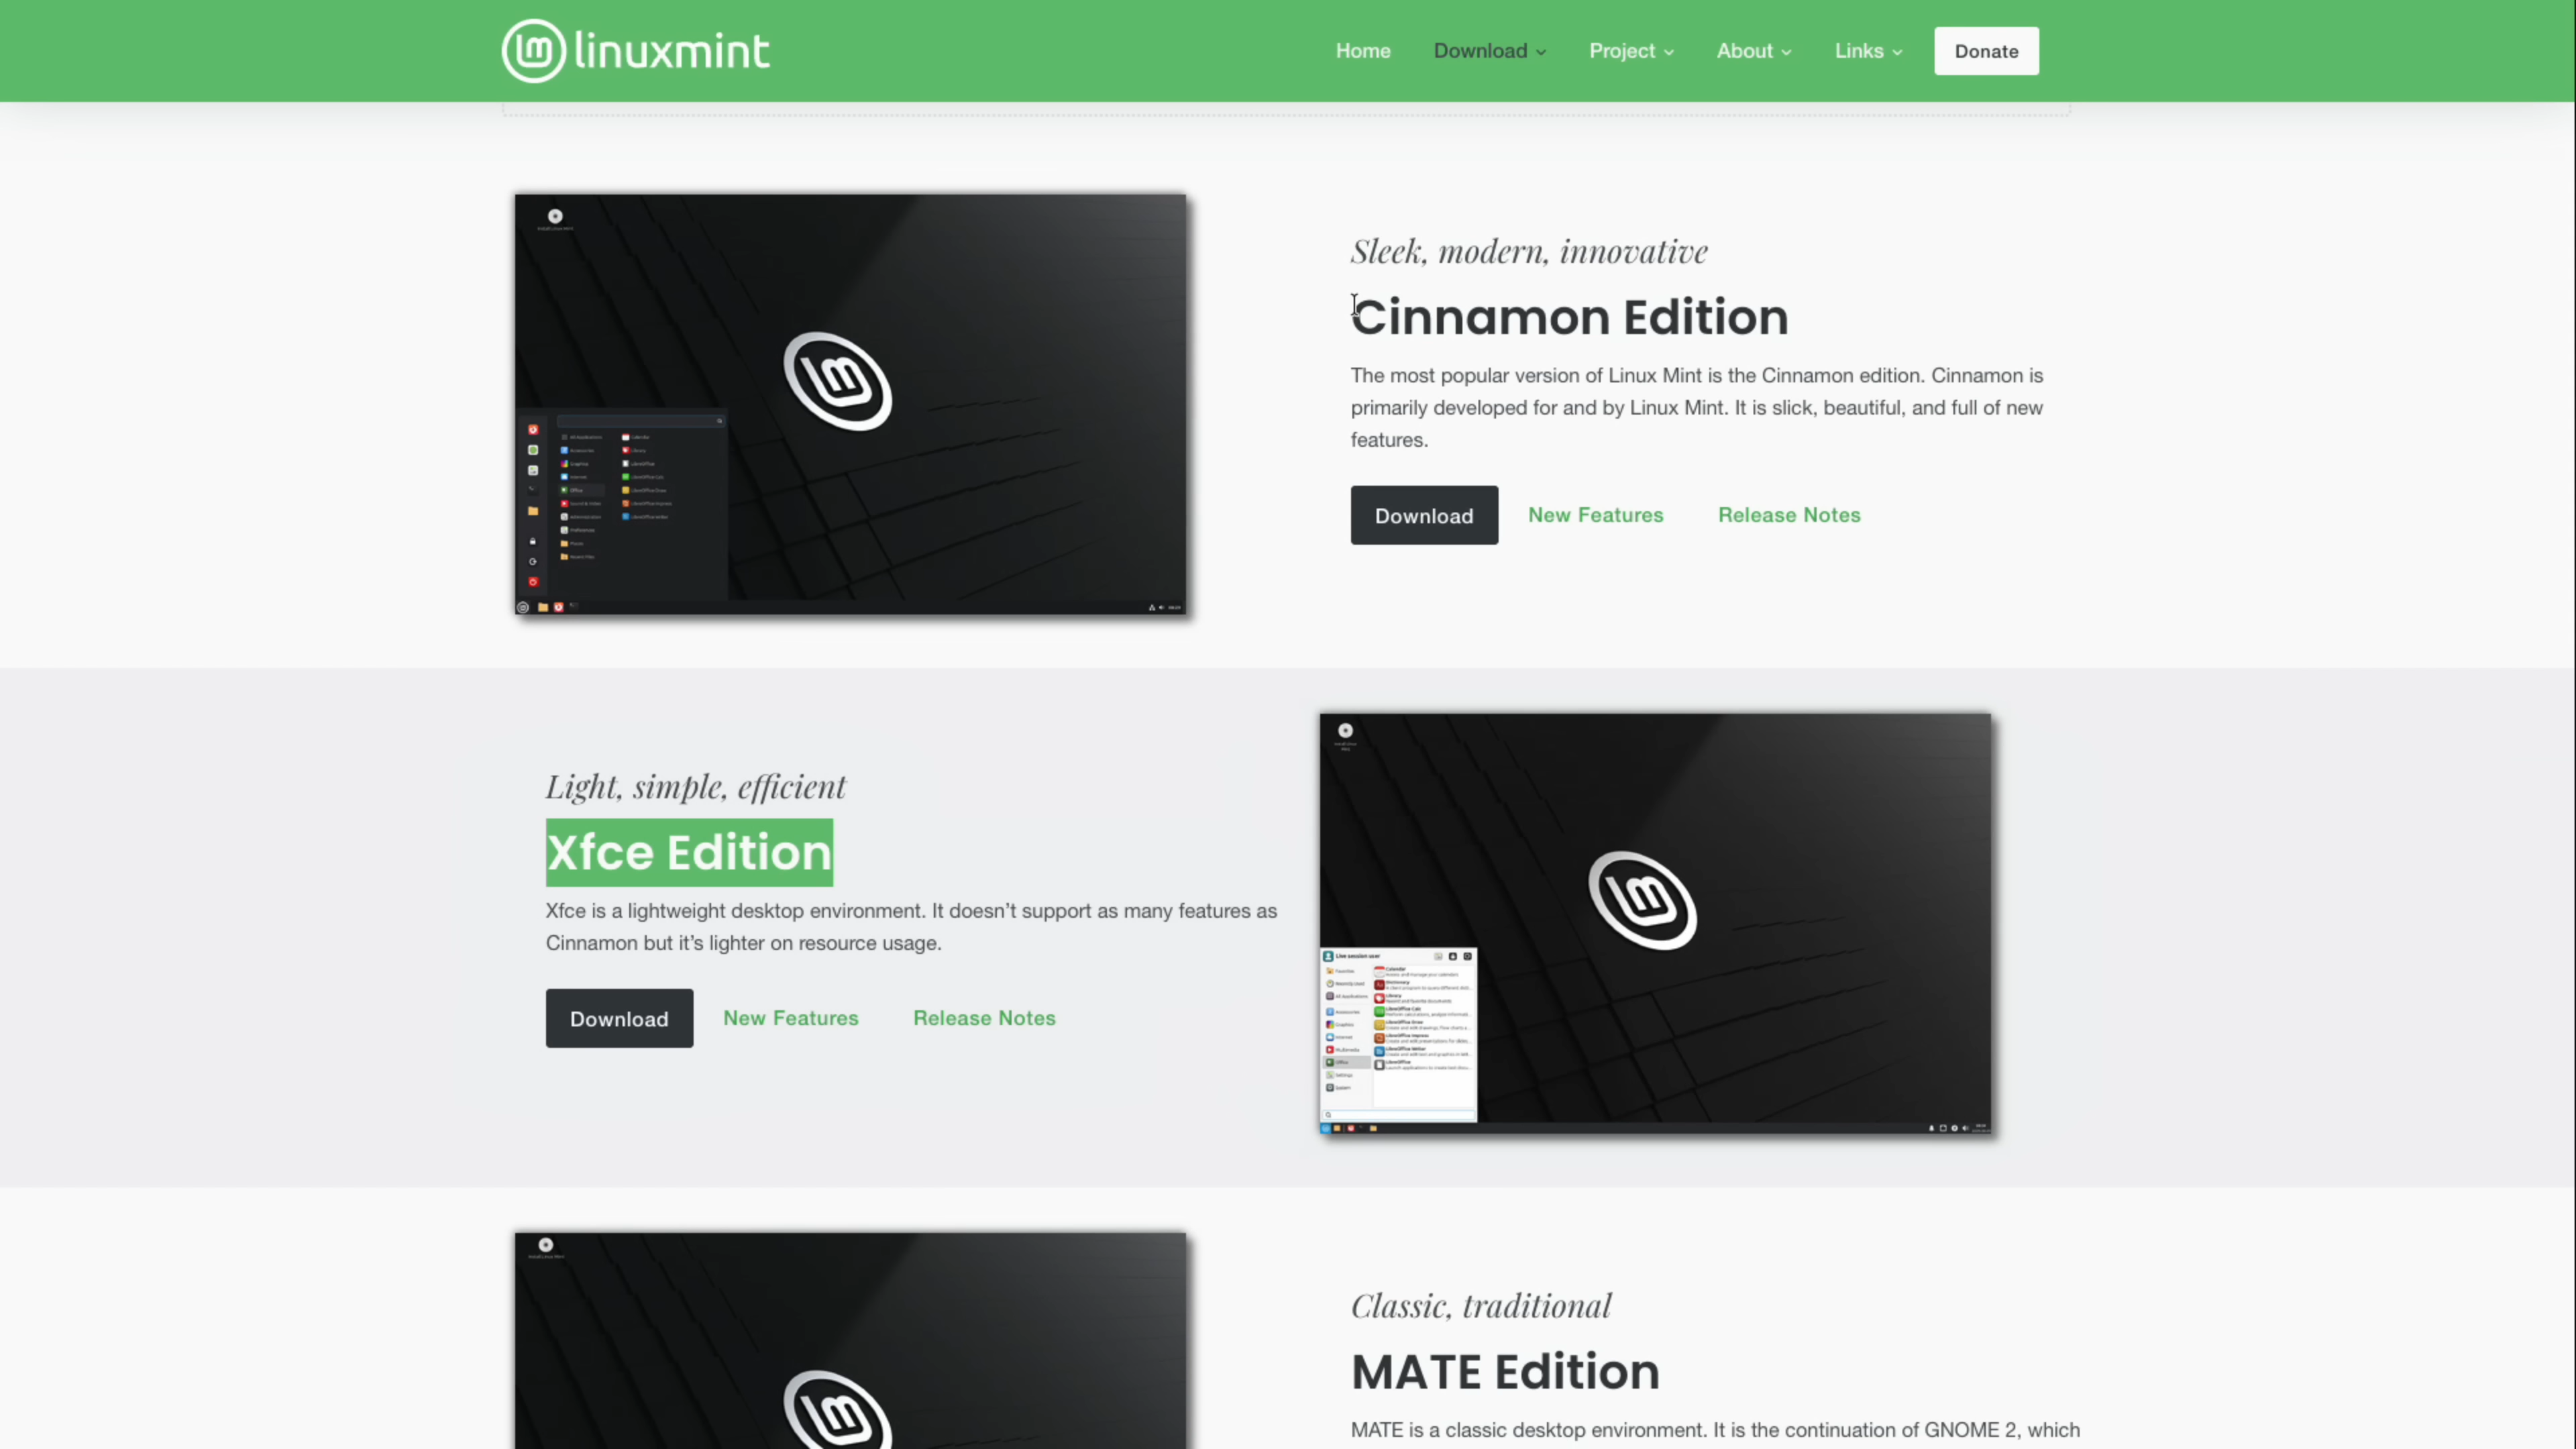 linuxmint
Home
Download
Project
About
Links
Donate
Sleek, modern, innovative
Cinnamon Edition
The most popular version of Linux Mint is the Cinnamon edition. Cinnamon is
primarily developed for and by Linux Mint. It is slick, beautiful, and full of new
features.
Download
New Features
Release Notes
Light, simple, efficient
Xfce Edition
Xfce is a lightweight desktop environment. It doesn’t support as many features as
Cinnamon but it’s lighter on resource usage.
Download
New Features
Release Notes
Live session user
Classic, traditional
MATE Edition
MATE is a classic desktop environment. It is the continuation of GNOME 2, which